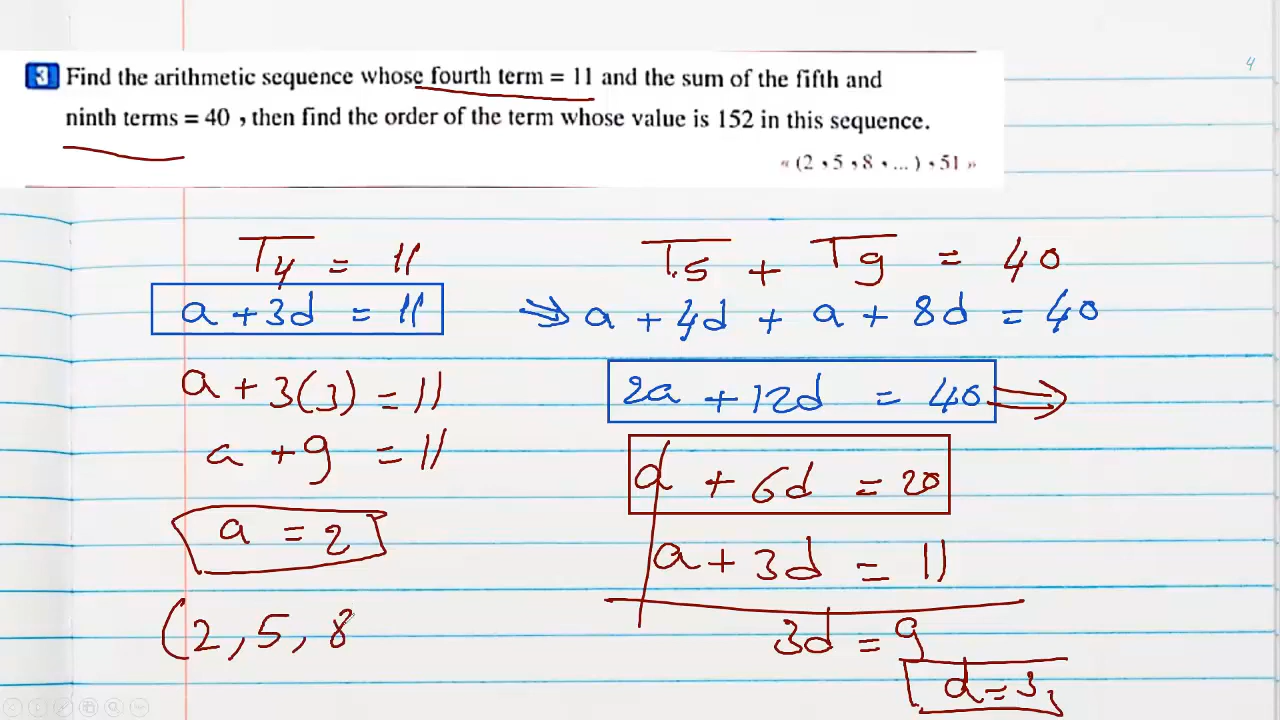 4
3 Find the arithmetic sequence whose fourth term = 11 and the sum of the fifth and
ninth terms = 40 , then find the order of the term whose value is 152 in this sequence.
« (2 , 5 , 8 , ... ) , 51 »
T4 = 11
a + 3d = 11
a + 3(3) = 11
a + 9 = 11
a = 2
(2, 5, 8
T5 + T9 = 40
⇒ a + 4d + a + 8d = 40
2a + 12d = 40 ⇒
a + 6d = 20
a + 3d = 11
3d = 9
d = 3